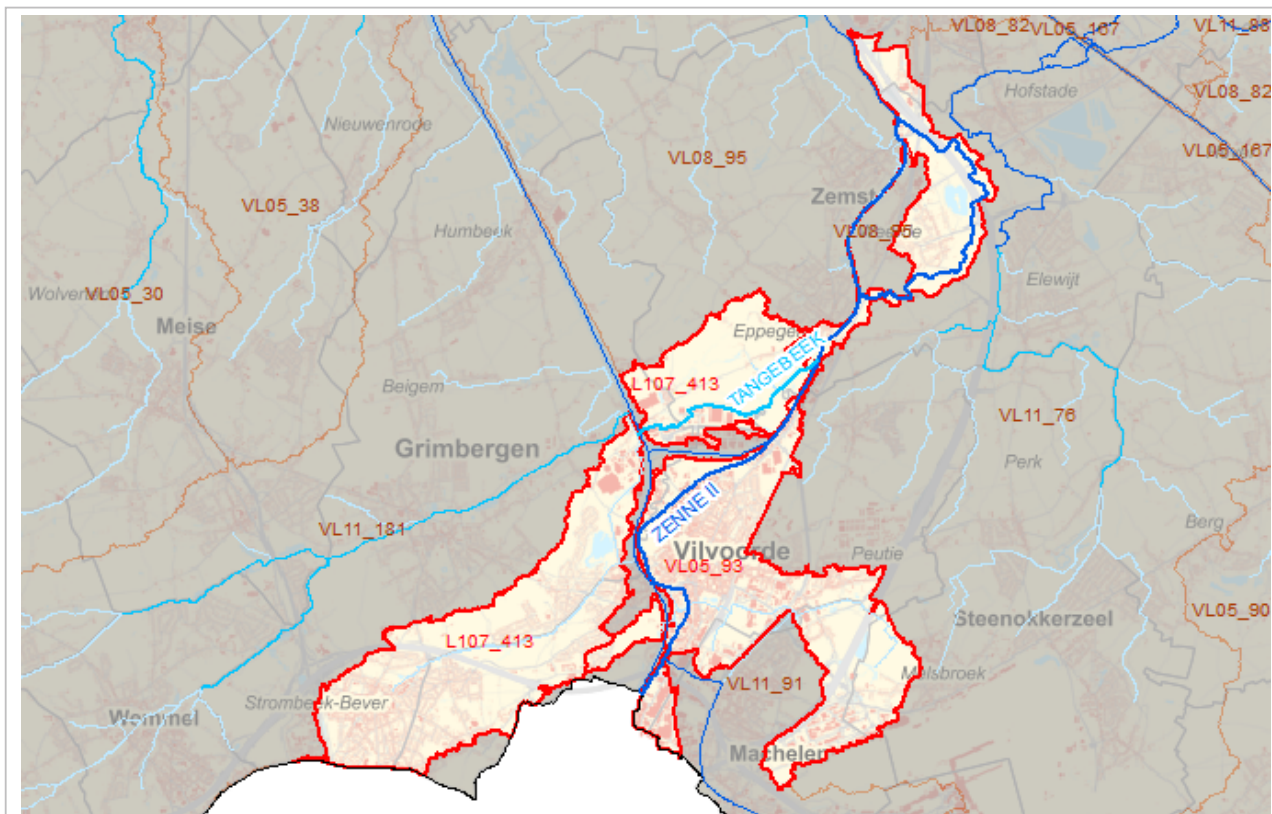 VL08_82
VL05_167
VL11_88
Hofstade
VL08_82
Nieuwenrode
VL08_95
VL05_167
Zemst
VL05_38
Humbeek
VL08_95
Elewijt
Wolvertem
VL05_30
Meise
Eppegem
TANGEBEEK
Beigem
L107_413
VL11_76
Grimbergen
Perk
ZENNE II
Berg
VL11_181
Vilvoorde
Peutie
VL05_93
VL05_90
Steenokkerzeel
L107_413
Melsbroek
VL11_91
Strombeek-Bever
Wemmel
Machelen